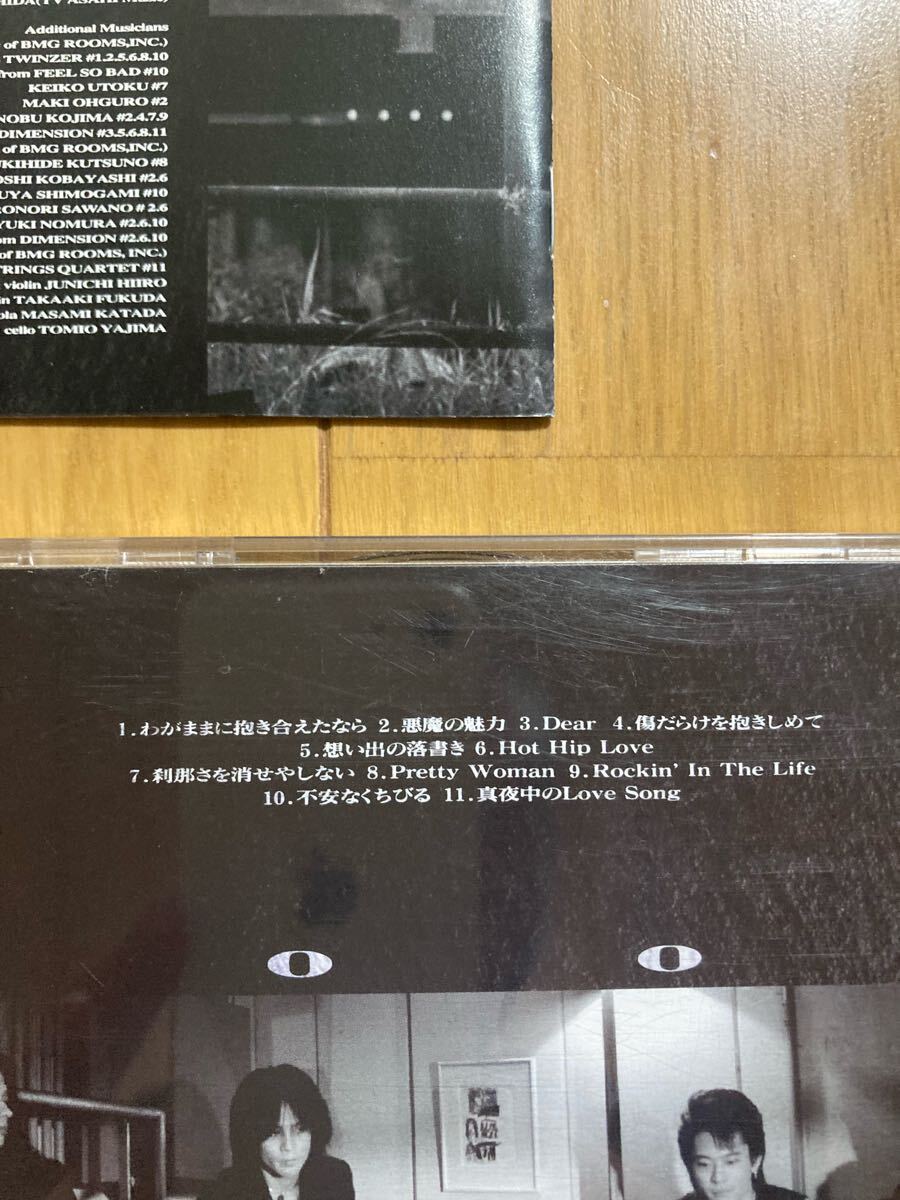 HIDA(TV ASAHI Music)
Additional Musicians
of BMG ROOMS,INC.)
TWINZER #1.2.5.6.8.10
from FEEL SO BAD #10
KEIKO UTOKU #7
MAKI OHGURO #2
NOBU KOJIMA #2.4.7.9
DIMENSION #3.5.6.8.11
of BMG ROOMS,INC.)
UKIHIDE KUTSUNO #8
OSHI KOBAYASHI #2.6
UYA SHIMOGAMI #10
RONORI SAWANO # 2.6
YUKI NOMURA #2.6.10
om DIMENSION #2.6.10
of BMG ROOMS, INC.)
TRINGS QUARTET #11
violin JUNICHI HIIRO
in TAKAAKI FUKUDA
ola MASAMI KATADA
cello TOMIO YAJIMA
1.わがままに抱き合えたなら 2.悪魔の魅力 3.Dear 4.傷だらけを抱きしめて
5.想い出の落書き 6.Hot Hip Love
7.刹那さを消せやしない 8.Pretty Woman 9.Rockin' In The Life
10.不安なくちびる 11.真夜中のLove Song